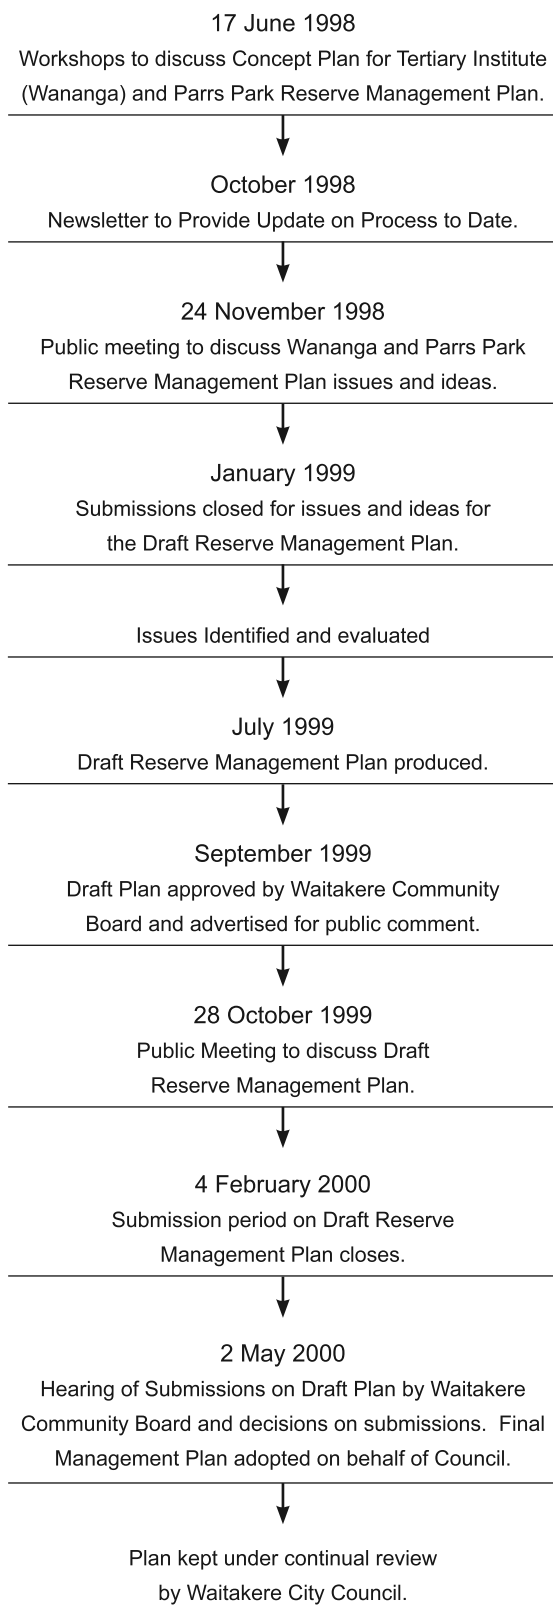 17 June 1998
Workshops to discuss Concept Plan for Tertiary Institute
(Wananga) and Parrs Park Reserve Management Plan.
October 1998
Newsletter to Provide Update on Process to Date.
24 November 1998
Public meeting to discuss Wananga and Parrs Park
Reserve Management Plan issues and ideas.
January 1999
Submissions closed for issues and ideas for
the Draft Reserve Management Plan.
Issues Identified and evaluated
July 1999
Draft Reserve Management Plan produced.
September 1999
Draft Plan approved by Waitakere Community
Board and advertised for public comment.
28 October 1999
Public Meeting to discuss Draft
Reserve Management Plan.
4 February 2000
Submission period on Draft Reserve
Management Plan closes.
2 May 2000
Hearing of Submissions on Draft Plan by Waitakere
Community Board and decisions on submissions.  Final
Management Plan adopted on behalf of Council.
Plan kept under continual review
by Waitakere City Council.